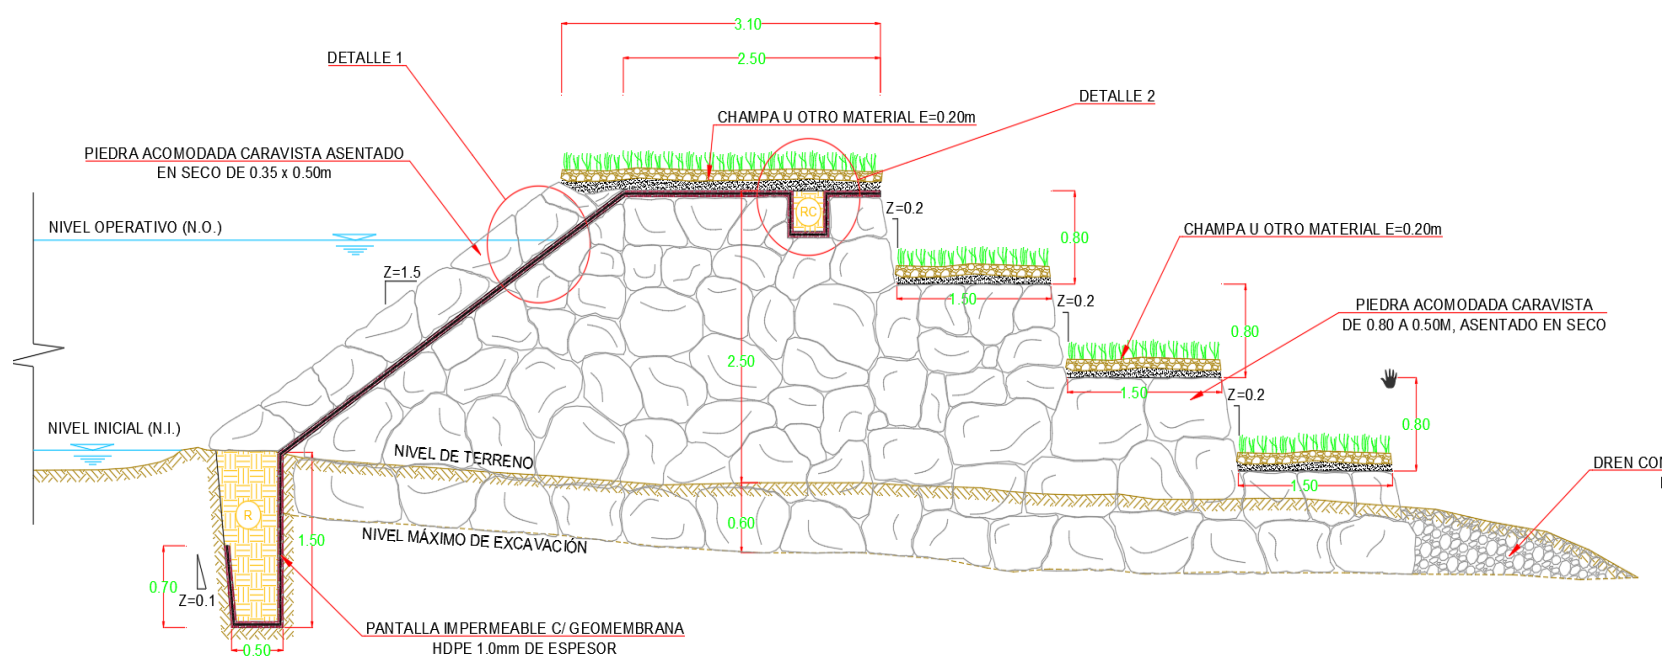 3.10
DETALLE 1
2.50
DETALLE 2
CHAMPA U OTRO MATERIAL E=0.20m
PIEDRA ACOMODADA CARAVISTA ASENTADO
EN SECO DE 0.35 x 0.50m
RC
Z=0.2
NIVEL OPERATIVO (N.O.)
0.80
CHAMPA U OTRO MATERIAL E=0.20m
Z=1.5
1.50
Z=0.2
PIEDRA ACOMODADA CARAVISTA
DE 0.80 A 0.50M, ASENTADO EN SECO
0.80
2.50
1.50
Z=0.2
0.80
NIVEL INICIAL (N.I.)
NIVEL DE TERRENO
DREN CON
1.50
R
0.60
1.50
NIVEL MÁXIMO DE EXCAVACIÓN
0.70
Z=0.1
PANTALLA IMPERMEABLE C/ GEOMEMBRANA
HDPE 1.0mm DE ESPESOR
0.50